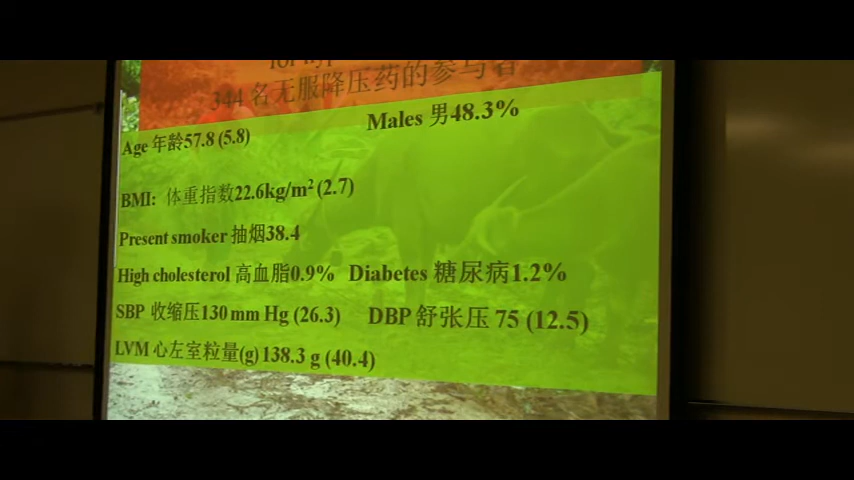 344 名无服降压药的参与者
Males 男48.3%
Age 年龄57.8 (5.8)
BMI: 体重指数22.6kg/m² (2.7)
Present smoker 抽烟38.4
High cholesterol 高血脂0.9% Diabetes 糖尿病1.2%
SBP 收缩压130 mm Hg (26.3) DBP 舒张压 75 (12.5)
LVM 心左室粒量(g) 138.3 g (40.4)